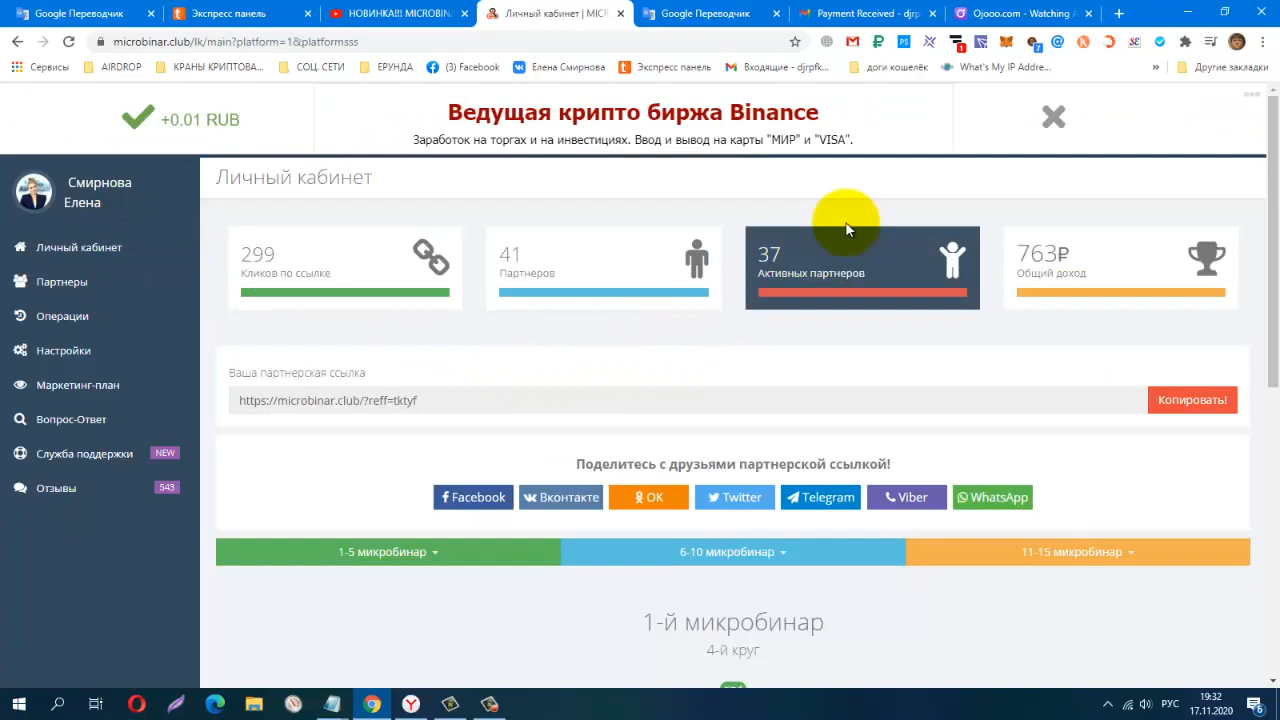 Google Переводчик
Экспресс панель
НОВИНКА!!! MICROBINA
Личный кабинет | MICR
Google Переводчик
Payment Received - djrp
Ojooo.com - Watching A
microbinar.club/lk/main?platform=1&platformsss
Сервисы
AIRDROP
КРАНЫ КРИПТОВА...
СОЦ. СЕТИ
ЕРУНДА
(3) Facebook
Елена Смирнова
Экспресс панель
Входящие - djrpfk...
доги кошелёк
What's My IP Addre...
»
Другие закладки
+0.01 RUB
Ведущая крипто биржа Binance
Заработок на торгах и на инвестициях. Ввод и вывод на карты "МИР" и "VISA".
Смирнова
Елена
Личный кабинет
Партнеры
Операции
Настройки
Маркетинг-план
Вопрос-Ответ
Служба поддержки NEW
Отзывы 543
Личный кабинет
299
Кликов по ссылке
41
Партнеров
37
Активных партнеров
763₽
Общий доход
Ваша партнерская ссылка
https://microbinar.club/?reff=tktyf
Копировать!
Поделитесь с друзьями партнерской ссылкой!
Facebook
Вконтакте
OK
Twitter
Telegram
Viber
WhatsApp
1-5 микробинар
6-10 микробинар
11-15 микробинар
1-й микробинар
4-й круг
РУС
19:32
17.11.2020